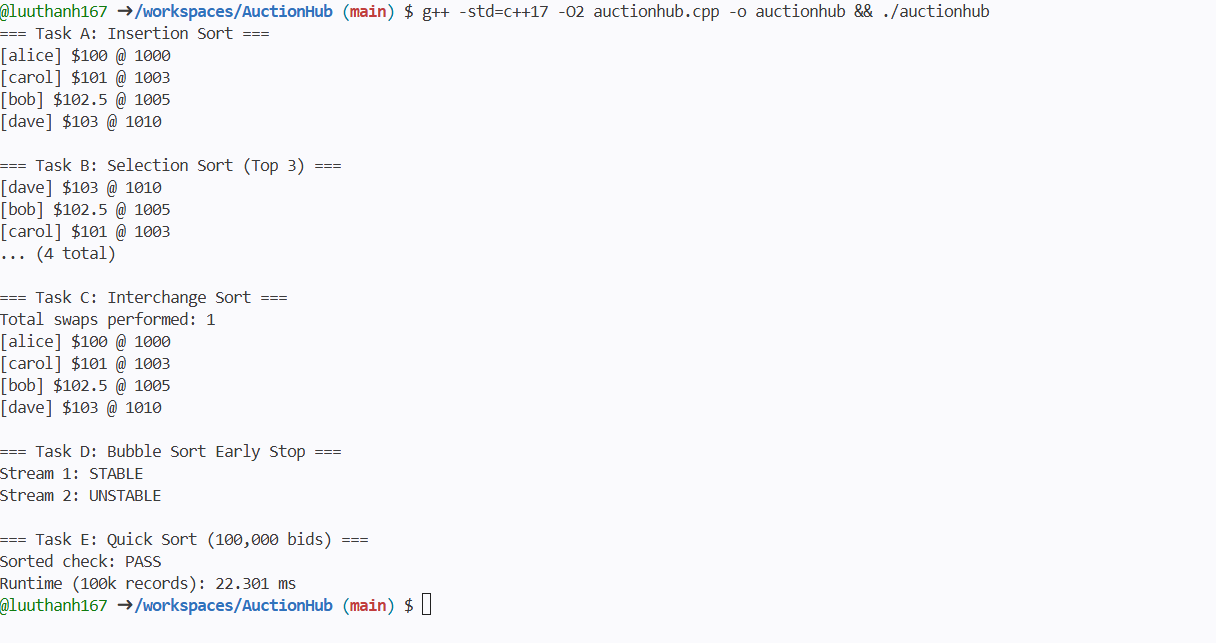 @luuthanh167 ➜/workspaces/AuctionHub (main) $ g++ -std=c++17 -O2 auctionhub.cpp -o auctionhub && ./auctionhub
=== Task A: Insertion Sort ===
[alice] $100 @ 1000
[carol] $101 @ 1003
[bob] $102.5 @ 1005
[dave] $103 @ 1010

=== Task B: Selection Sort (Top 3) ===
[dave] $103 @ 1010
[bob] $102.5 @ 1005
[carol] $101 @ 1003
... (4 total)

=== Task C: Interchange Sort ===
Total swaps performed: 1
[alice] $100 @ 1000
[carol] $101 @ 1003
[bob] $102.5 @ 1005
[dave] $103 @ 1010

=== Task D: Bubble Sort Early Stop ===
Stream 1: STABLE
Stream 2: UNSTABLE

=== Task E: Quick Sort (100,000 bids) ===
Sorted check: PASS
Runtime (100k records): 22.301 ms
@luuthanh167 ➜/workspaces/AuctionHub (main) $